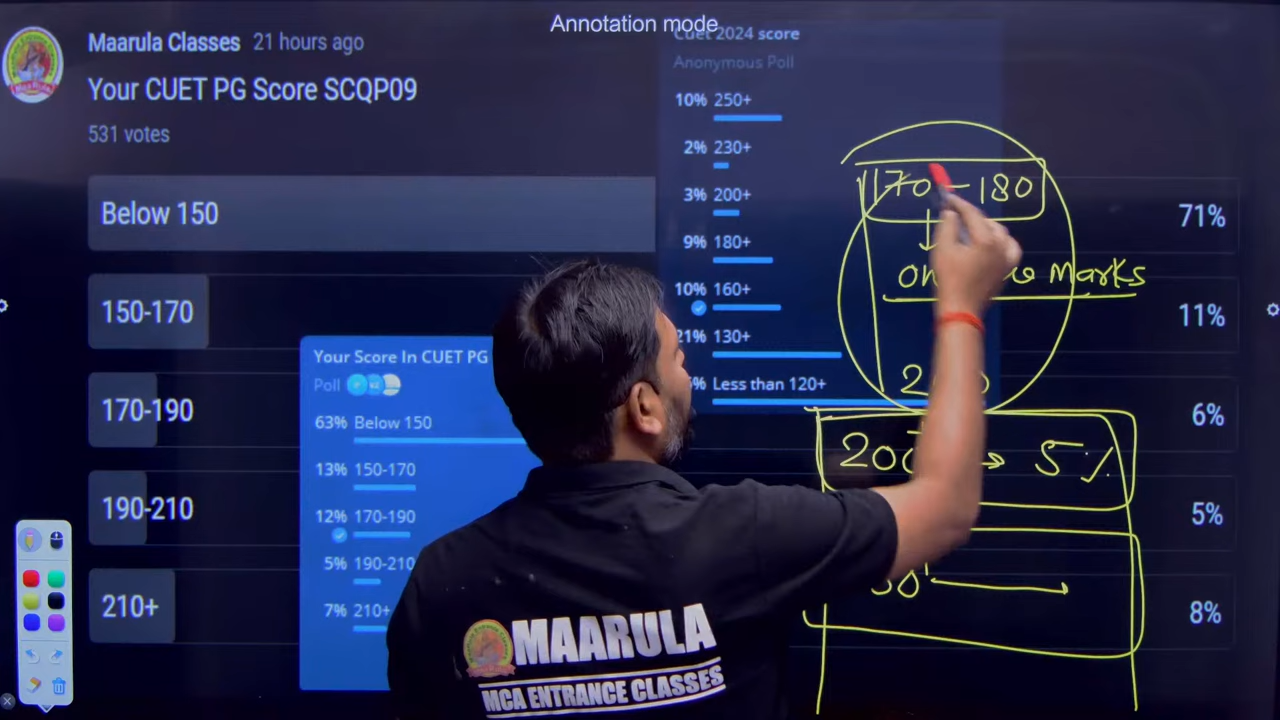 Annotation mode
Maarula Classes 21 hours ago
Your CUET PG Score SCQP09
531 votes
Below 150
71%
150-170
11%
170-190
6%
190-210
5%
210+
8%
Cuet 2024 score
Anonymous Poll
10% 250+
2% 230+
3% 200+
9% 180+
10% 160+
21% 130+
Less than 120+
Your Score In CUET PG
Poll
63% Below 150
13% 150-170
12% 170-190
5% 190-210
7% 210+
170-180
Marks
200 → 5%
MAARULA
MCA ENTRANCE CLASSES